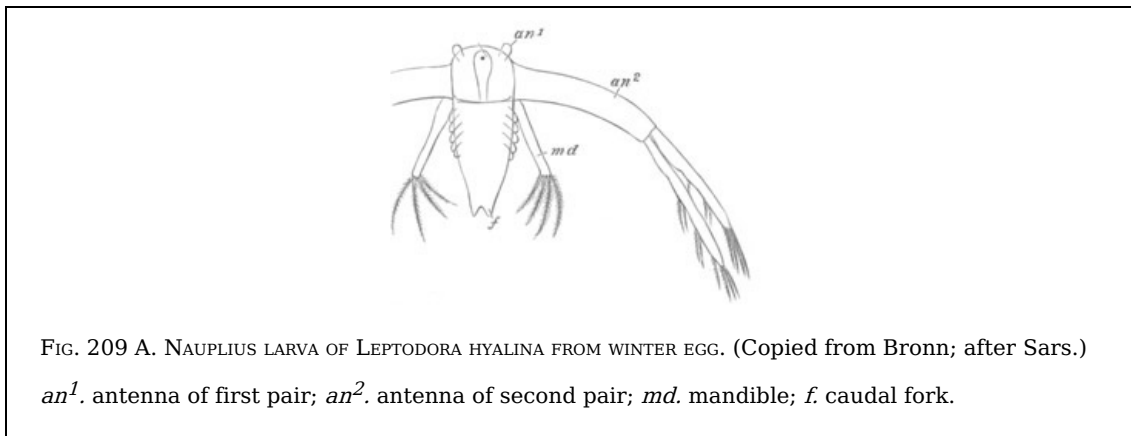 an¹
an²
md
f
FIG. 209 A. NAUPLIUS LARVA OF LEPTODORA HYALINA FROM WINTER EGG. (Copied from Bronn; after Sars.)
an¹. antenna of first pair; an². antenna of second pair; md. mandible; f. caudal fork.